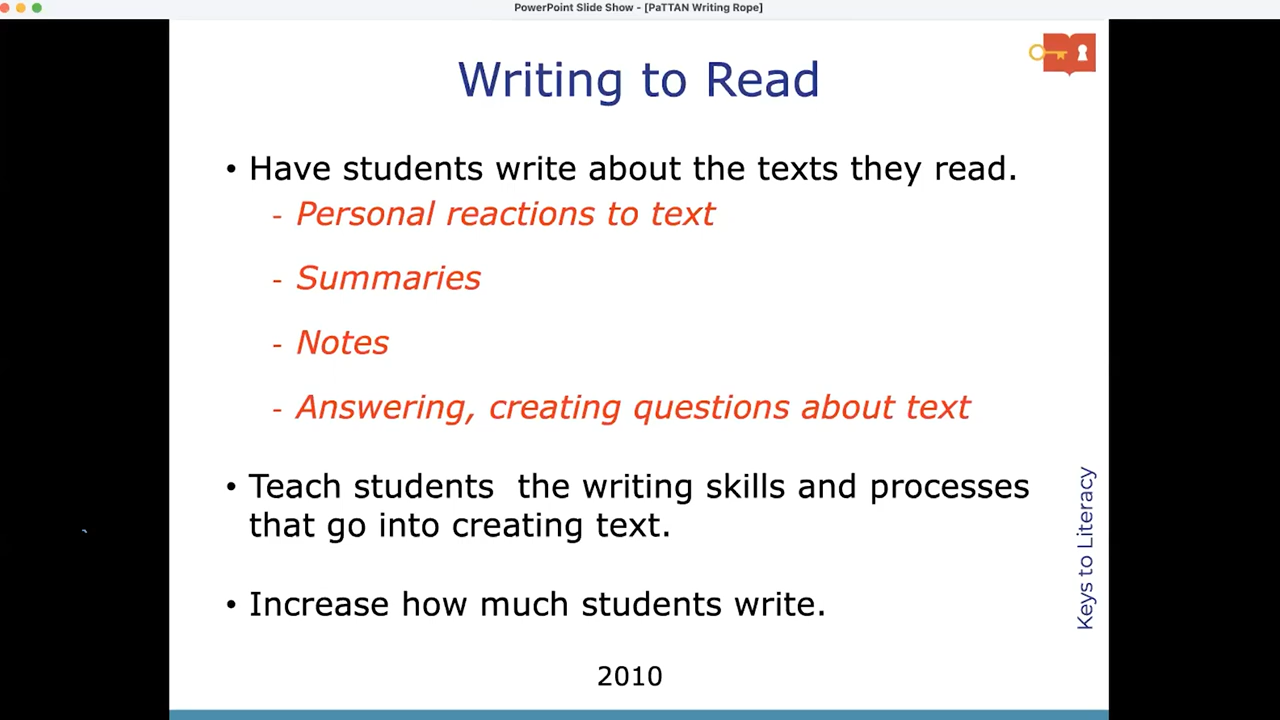 PowerPoint Slide Show - [PaTTAN Writing Rope]
Writing to Read
• Have students write about the texts they read.
- Personal reactions to text
- Summaries
- Notes
- Answering, creating questions about text
• Teach students  the writing skills and processes
that go into creating text.
• Increase how much students write.
2010
Keys to Literacy